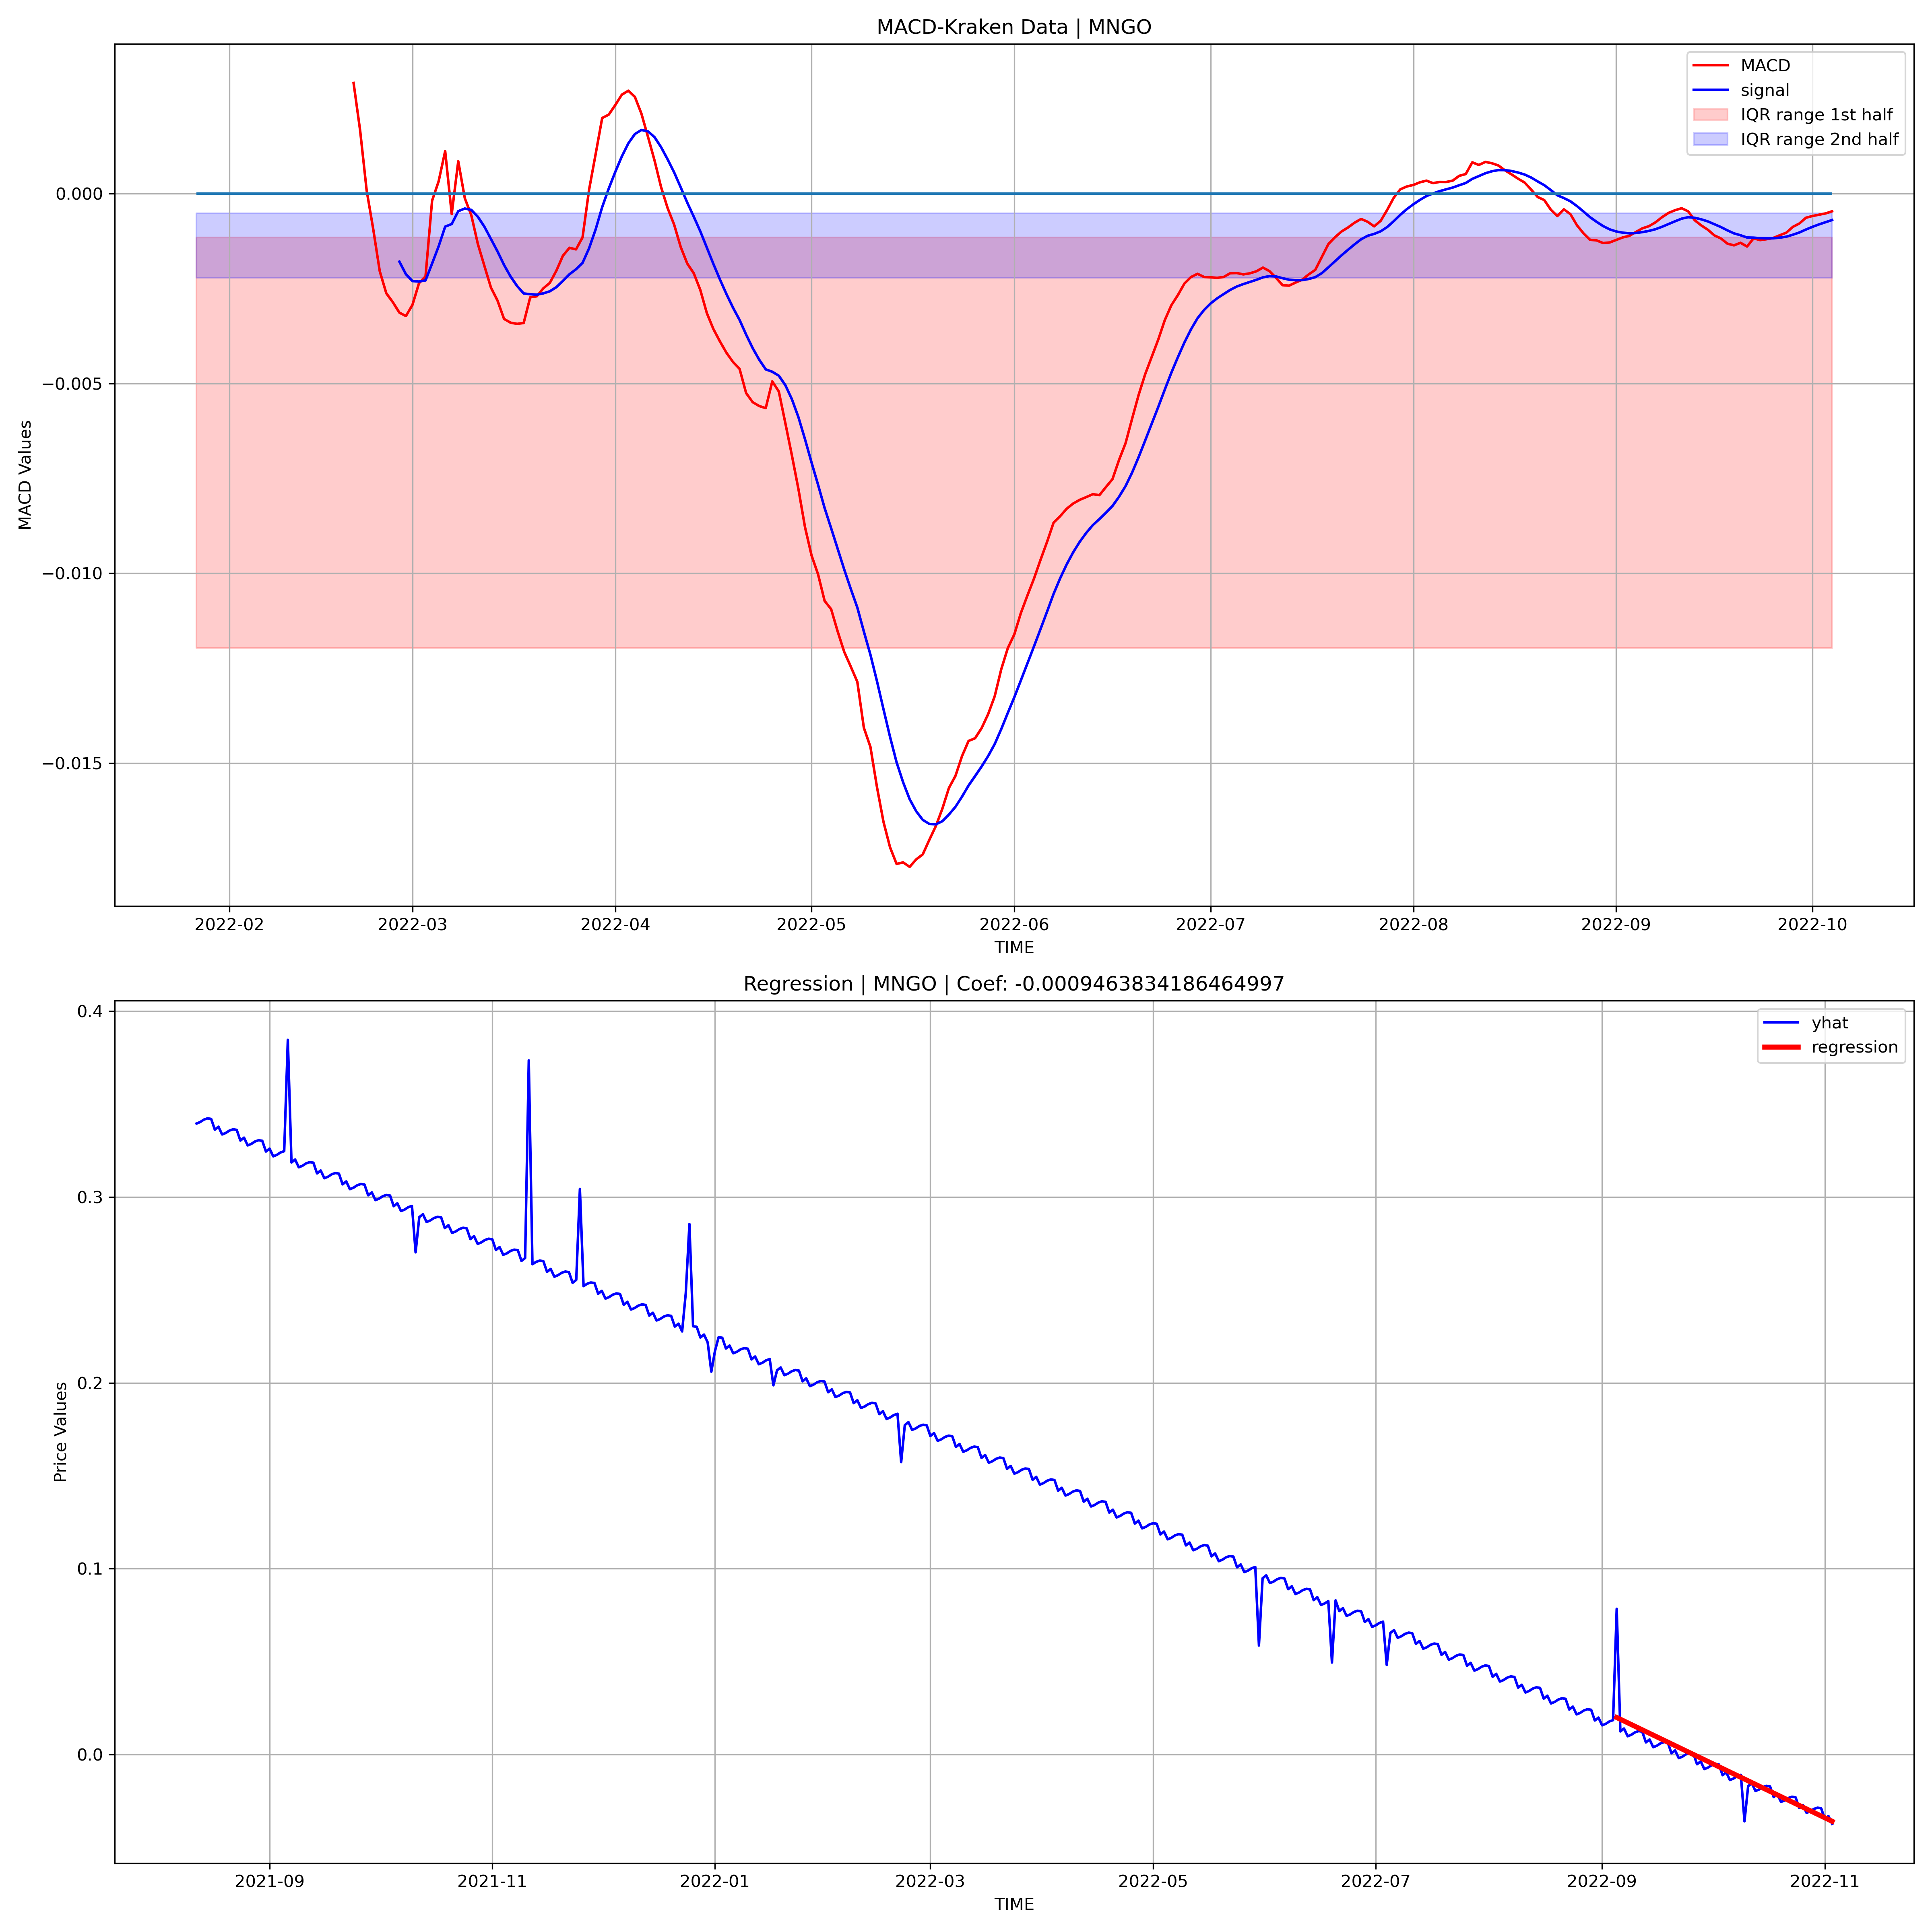 MACD-Kraken Data | MNGO
MACD
signal
IQR range 1st half
IQR range 2nd half
0.000
−0.005
−0.010
−0.015
MACD Values
2022-02 2022-03 2022-04 2022-05 2022-06 2022-07 2022-08 2022-09 2022-10
TIME
Regression | MNGO | Coef: -0.0009463834186464997
yhat
regression
0.4
0.3
0.2
0.1
0.0
Price Values
2021-09 2021-11 2022-01 2022-03 2022-05 2022-07 2022-09 2022-11
TIME